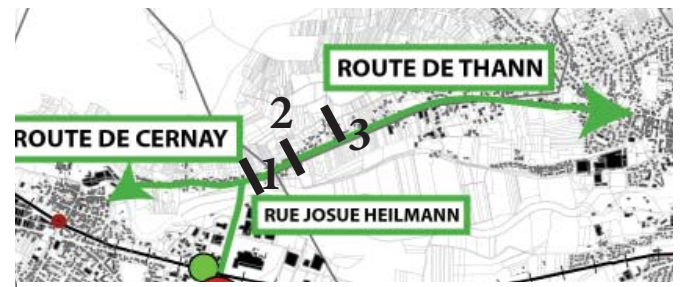 ROUTE DE THANN
2
3
ROUTE DE CERNAY
1
RUE JOSUE HEILMANN